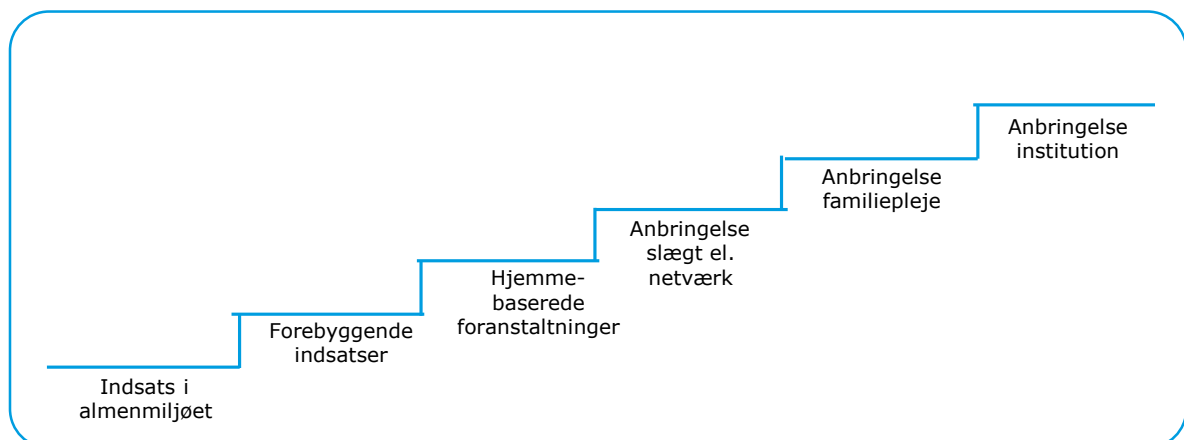 Indsats i
almenmiljøet
Forebyggende
indsatser
Hjemme-
baserede
foranstaltninger
Anbringelse
slægt el.
netværk
Anbringelse
familiepleje
Anbringelse
institution